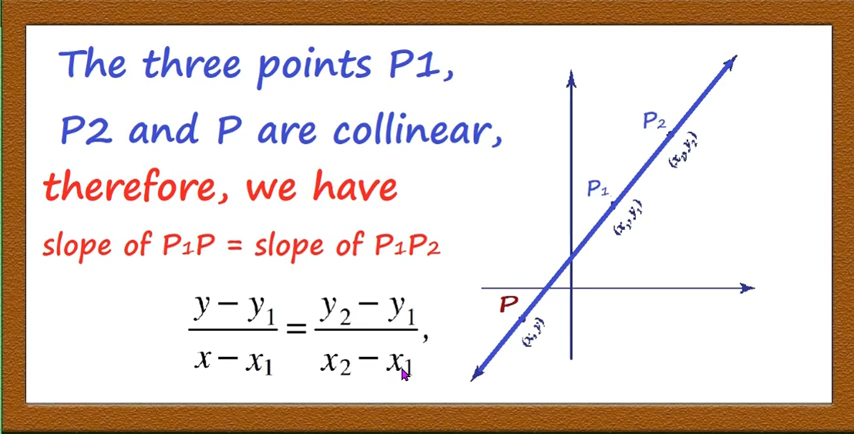 The three points P1,
P2 and P are collinear,
therefore, we have
slope of P₁P = slope of P₁P₂
y − y₁ / x − x₁ = y₂ − y₁ / x₂ − x₁,
P₂
(x₂, y₂)
P₁
(x₁, y₁)
P
(x, y)